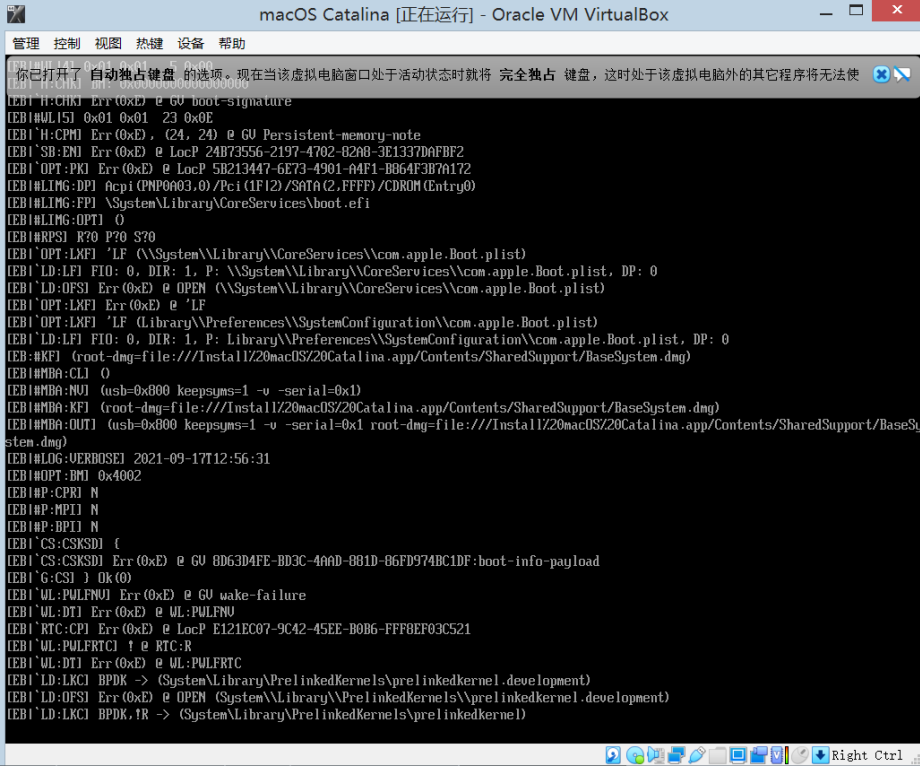 macOS Catalina [正在运行] - Oracle VM VirtualBox
管理 控制 视图 热键 设备 帮助
你已打开了 自动独占键盘 的选项。现在当该虚拟电脑窗口处于活动状态时就将 完全独占 键盘，这时处于该虚拟电脑外的其它程序将无法使
[EB|`H:CHK] Err(0xE) @ GV boot-signature
[EB|#WL|5] 0x01 0x01 23 0x0E
[EB|`H:CPM] Err(0xE), (24, 24) @ GV Persistent-memory-note
[EB|`SB:EN] Err(0xE) @ LocP 24B73556-2197-4702-82A8-3E1337DAFBF2
[EB|`OPT:PK] Err(0xE) @ LocP 5B213447-6E73-4901-A4F1-B864F3B7A172
[EB|#LIMG:DP] Acpi(PNP0A03,0)/Pci(1F|2)/SATA(2,FFFF)/CDROM(Entry0)
[EB|#LIMG:FP] \System\Library\CoreServices\boot.efi
[EB|#LIMG:OPT] ()
[EB|#RPS] R?0 P?0 S?0
[EB|`OPT:LXF] 'LF (\\System\\Library\\CoreServices\\com.apple.Boot.plist)
[EB|`LD:LF] FIO: 0, DIR: 1, P: \\System\\Library\\CoreServices\\com.apple.Boot.plist, DP: 0
[EB|`LD:OFS] Err(0xE) @ OPEN (\\System\\Library\\CoreServices\\com.apple.Boot.plist)
[EB|`OPT:LXF] Err(0xE) @ 'LF
[EB|`OPT:LXF] 'LF (Library\\Preferences\\SystemConfiguration\\com.apple.Boot.plist)
[EB|`LD:LF] FIO: 0, DIR: 1, P: Library\\Preferences\\SystemConfiguration\\com.apple.Boot.plist, DP: 0
[EB:#KF] (root-dmg=file:///Install%20macOS%20Catalina.app/Contents/SharedSupport/BaseSystem.dmg)
[EB|#MBA:CL] ()
[EB|#MBA:NV] (usb=0x800 keepsyms=1 -v -serial=0x1)
[EB|#MBA:KF] (root-dmg=file:///Install%20macOS%20Catalina.app/Contents/SharedSupport/BaseSystem.dmg)
[EB|#MBA:OUT] (usb=0x800 keepsyms=1 -v -serial=0x1 root-dmg=file:///Install%20macOS%20Catalina.app/Contents/SharedSupport/BaseSy
stem.dmg)
[EB|#LOG:VERBOSE] 2021-09-17T12:56:31
[EB|#OPT:BM] 0x4002
[EB|#P:CPR] N
[EB|#P:MPI] N
[EB|#P:BPI] N
[EB|`CS:CSKSD] {
[EB|`CS:CSKSD] Err(0xE) @ GV 8D63D4FE-BD3C-4AAD-881D-86FD974BC1DF:boot-info-payload
[EB|`G:CS] } Ok(0)
[EB|`WL:PWLFNV] Err(0xE) @ GV wake-failure
[EB|`WL:DT] Err(0xE) @ WL:PWLFNV
[EB|`RTC:CP] Err(0xE) @ LocP E121EC07-9C42-45EE-B0B6-FFF8EF03C521
[EB|`WL:PWLFRTC] ! @ RTC:R
[EB|`WL:DT] Err(0xE) @ WL:PWLFRTC
[EB|`LD:LKC] BPDK -> (System\Library\PrelinkedKernels\prelinkedkernel.development)
[EB|`LD:OFS] Err(0xE) @ OPEN (System\\Library\\PrelinkedKernels\\prelinkedkernel.development)
[EB|`LD:LKC] BPDK,!R -> (System\Library\PrelinkedKernels\prelinkedkernel)
Right Ctrl